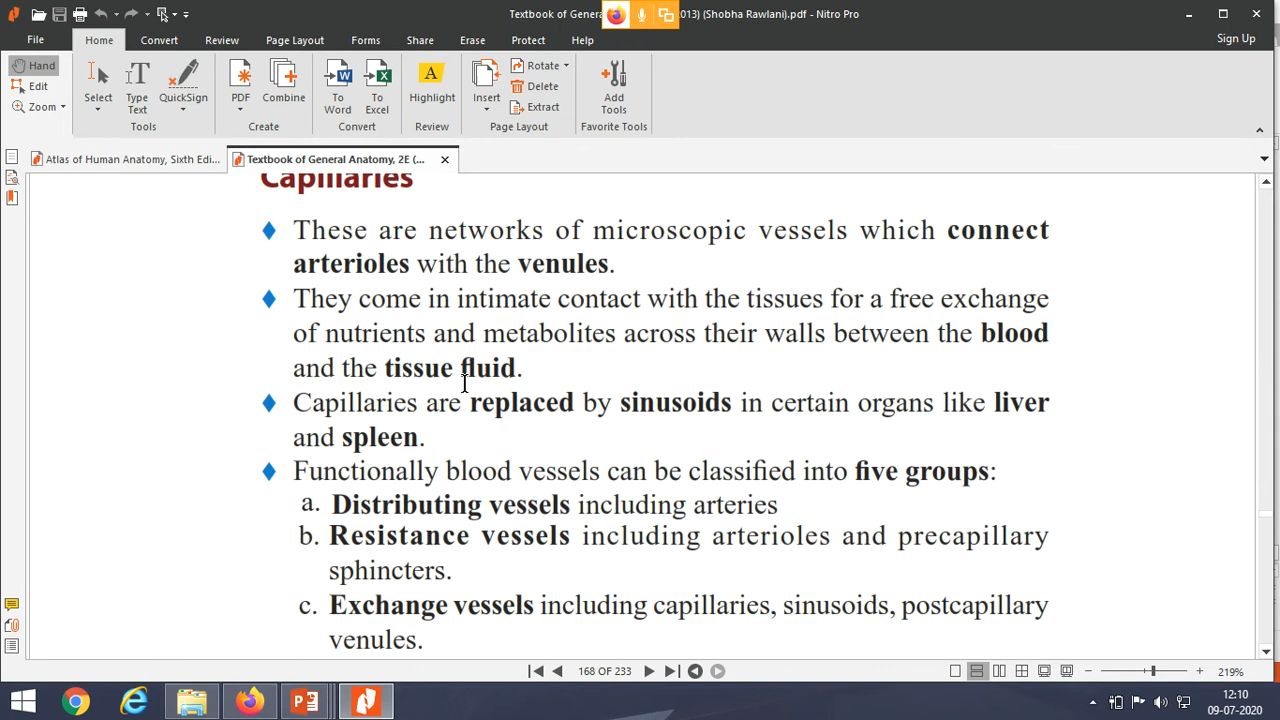 Textbook of Gener 013) (Shobha Rawlani).pdf - Nitro Pro
File Home Convert Review Page Layout Forms Share Erase Protect Help Sign Up
Hand
Edit
Zoom
Select
Type Text
QuickSign
Tools
PDF
Combine
Create
To Word
To Excel
Convert
Highlight
Review
Insert
Rotate
Delete
Extract
Page Layout
Add Tools
Favorite Tools
Atlas of Human Anatomy, Sixth Edi... Textbook of General Anatomy, 2E (...
Capillaries
These are networks of microscopic vessels which connect
arterioles with the venules.
They come in intimate contact with the tissues for a free exchange
of nutrients and metabolites across their walls between the blood
and the tissue fluid.
Capillaries are replaced by sinusoids in certain organs like liver
and spleen.
Functionally blood vessels can be classified into five groups:
a. Distributing vessels including arteries
b. Resistance vessels including arterioles and precapillary
sphincters.
c. Exchange vessels including capillaries, sinusoids, postcapillary
venules.
168 OF 233
219%
12:10
09-07-2020